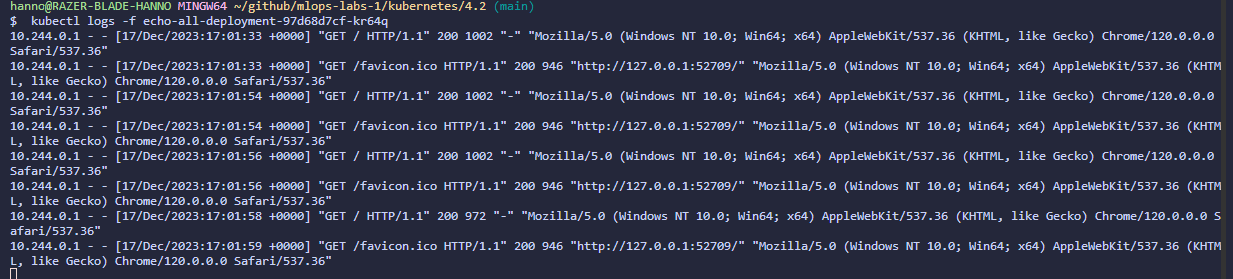 hanno@RAZER-BLADE-HANNO MINGW64 ~/github/mlops-labs-1/kubernetes/4.2 (main)
$ kubectl logs -f echo-all-deployment-97d68d7cf-kr64q
10.244.0.1 - - [17/Dec/2023:17:01:33 +0000] "GET / HTTP/1.1" 200 1002 "-" "Mozilla/5.0 (Windows NT 10.0; Win64; x64) AppleWebKit/537.36 (KHTML, like Gecko) Chrome/120.0.0.0
Safari/537.36"
10.244.0.1 - - [17/Dec/2023:17:01:33 +0000] "GET /favicon.ico HTTP/1.1" 200 946 "http://127.0.0.1:52709/" "Mozilla/5.0 (Windows NT 10.0; Win64; x64) AppleWebKit/537.36 (KHTM
L, like Gecko) Chrome/120.0.0.0 Safari/537.36"
10.244.0.1 - - [17/Dec/2023:17:01:54 +0000] "GET / HTTP/1.1" 200 1002 "-" "Mozilla/5.0 (Windows NT 10.0; Win64; x64) AppleWebKit/537.36 (KHTML, like Gecko) Chrome/120.0.0.0
Safari/537.36"
10.244.0.1 - - [17/Dec/2023:17:01:54 +0000] "GET /favicon.ico HTTP/1.1" 200 946 "http://127.0.0.1:52709/" "Mozilla/5.0 (Windows NT 10.0; Win64; x64) AppleWebKit/537.36 (KHTM
L, like Gecko) Chrome/120.0.0.0 Safari/537.36"
10.244.0.1 - - [17/Dec/2023:17:01:56 +0000] "GET / HTTP/1.1" 200 1002 "-" "Mozilla/5.0 (Windows NT 10.0; Win64; x64) AppleWebKit/537.36 (KHTML, like Gecko) Chrome/120.0.0.0
Safari/537.36"
10.244.0.1 - - [17/Dec/2023:17:01:56 +0000] "GET /favicon.ico HTTP/1.1" 200 946 "http://127.0.0.1:52709/" "Mozilla/5.0 (Windows NT 10.0; Win64; x64) AppleWebKit/537.36 (KHTM
L, like Gecko) Chrome/120.0.0.0 Safari/537.36"
10.244.0.1 - - [17/Dec/2023:17:01:58 +0000] "GET / HTTP/1.1" 200 972 "-" "Mozilla/5.0 (Windows NT 10.0; Win64; x64) AppleWebKit/537.36 (KHTML, like Gecko) Chrome/120.0.0.0 S
afari/537.36"
10.244.0.1 - - [17/Dec/2023:17:01:59 +0000] "GET /favicon.ico HTTP/1.1" 200 946 "http://127.0.0.1:52709/" "Mozilla/5.0 (Windows NT 10.0; Win64; x64) AppleWebKit/537.36 (KHTM
L, like Gecko) Chrome/120.0.0.0 Safari/537.36"